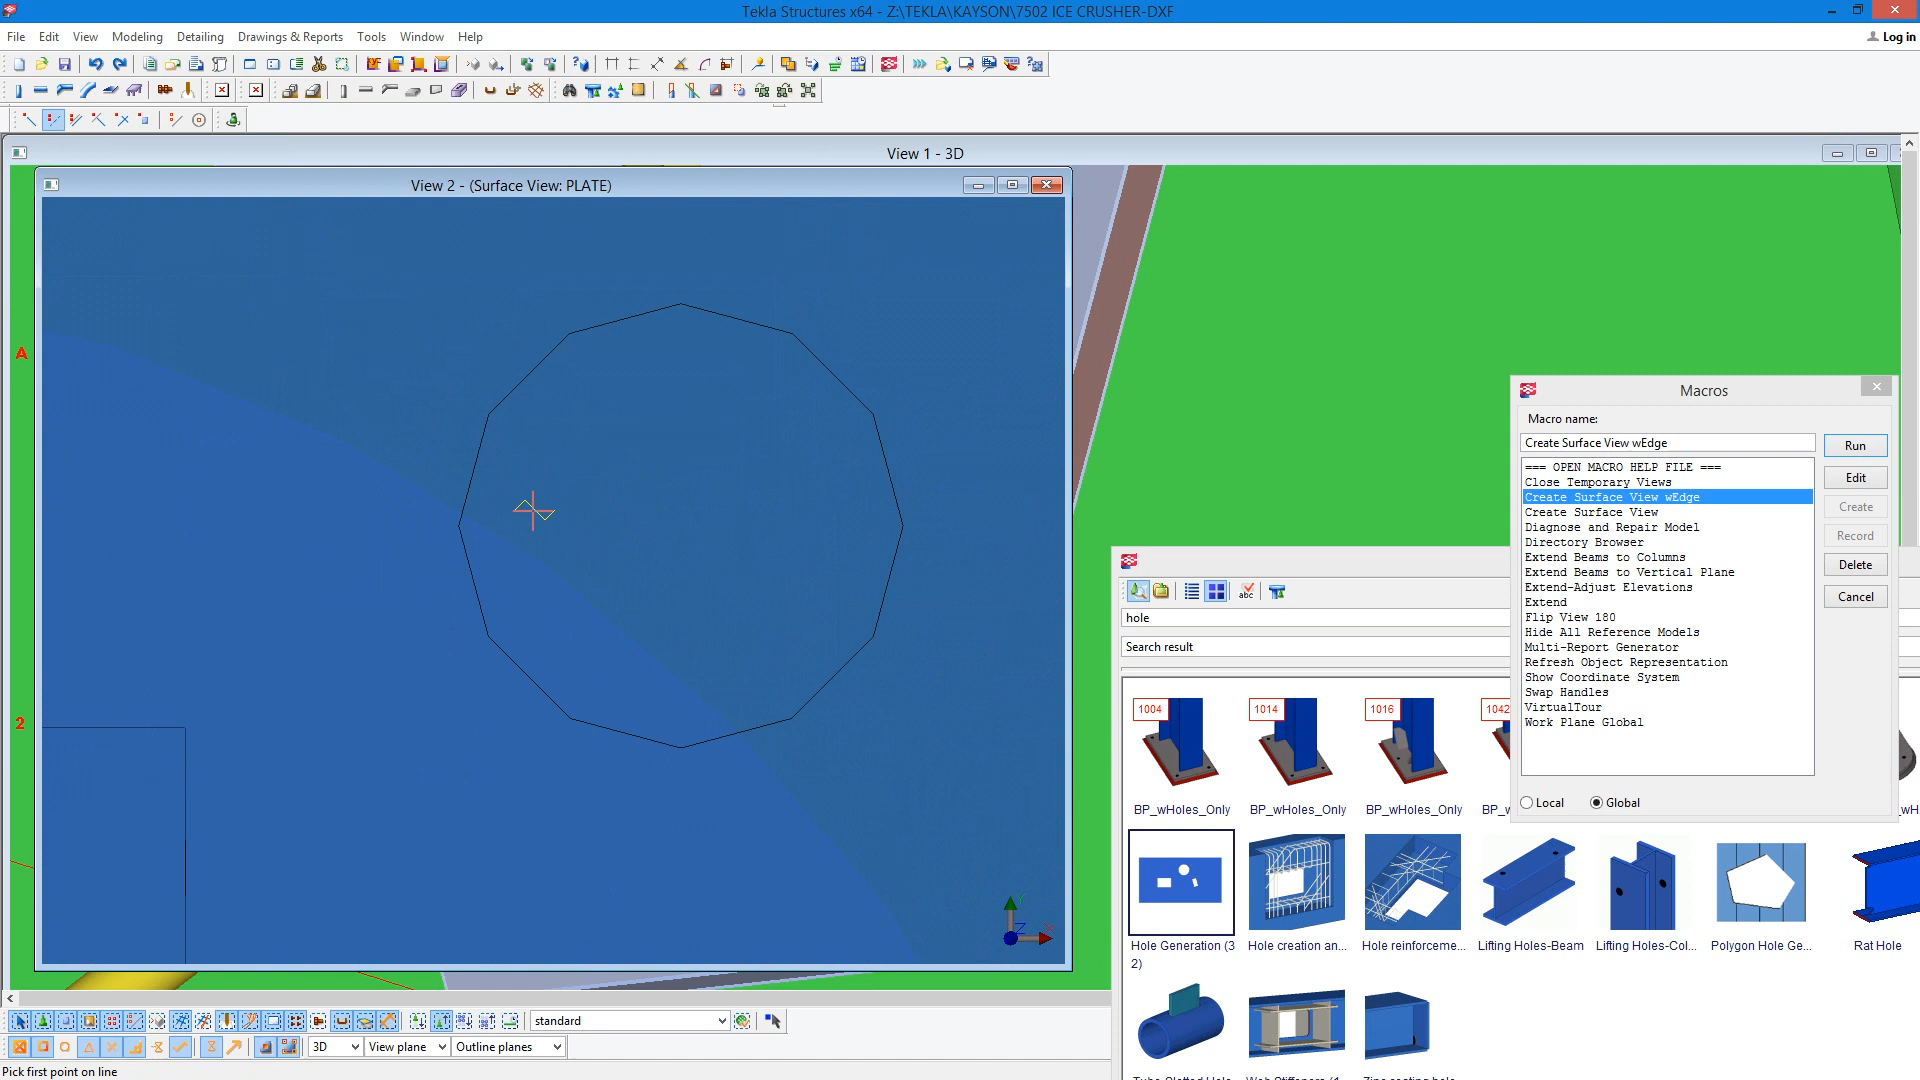 Tekla Structures x64 - Z:\TEKLA\KAYSON\7502 ICE CRUSHER-DXF
File Edit View Modeling Detailing Drawings & Reports Tools Window Help
Log in
View 1 - 3D
View 2 - (Surface View: PLATE)
A
2
Z
Macros
Macro name:
Create Surface View wEdge
Run
=== OPEN MACRO HELP FILE ===
Close Temporary Views
Create Surface View wEdge
Create Surface View
Diagnose and Repair Model
Directory Browser
Extend Beams to Columns
Extend Beams to Vertical Plane
Extend-Adjust Elevations
Extend
Flip View 180
Hide All Reference Models
Multi-Report Generator
Refresh Object Representation
Show Coordinate System
Swap Handles
VirtualTour
Work Plane Global
Edit
Create
Record
Delete
Cancel
Local Global
abc
hole
Search result
1004 1014 1016 1042
BP_wHoles_Only BP_wHoles_Only BP_wHoles_Only BP_w
Hole Generation (32) Hole creation an... Hole reinforceme... Lifting Holes-Beam Lifting Holes-Col... Polygon Hole Ge... Rat Hole
standard
3D View plane Outline planes
Pick first point on line